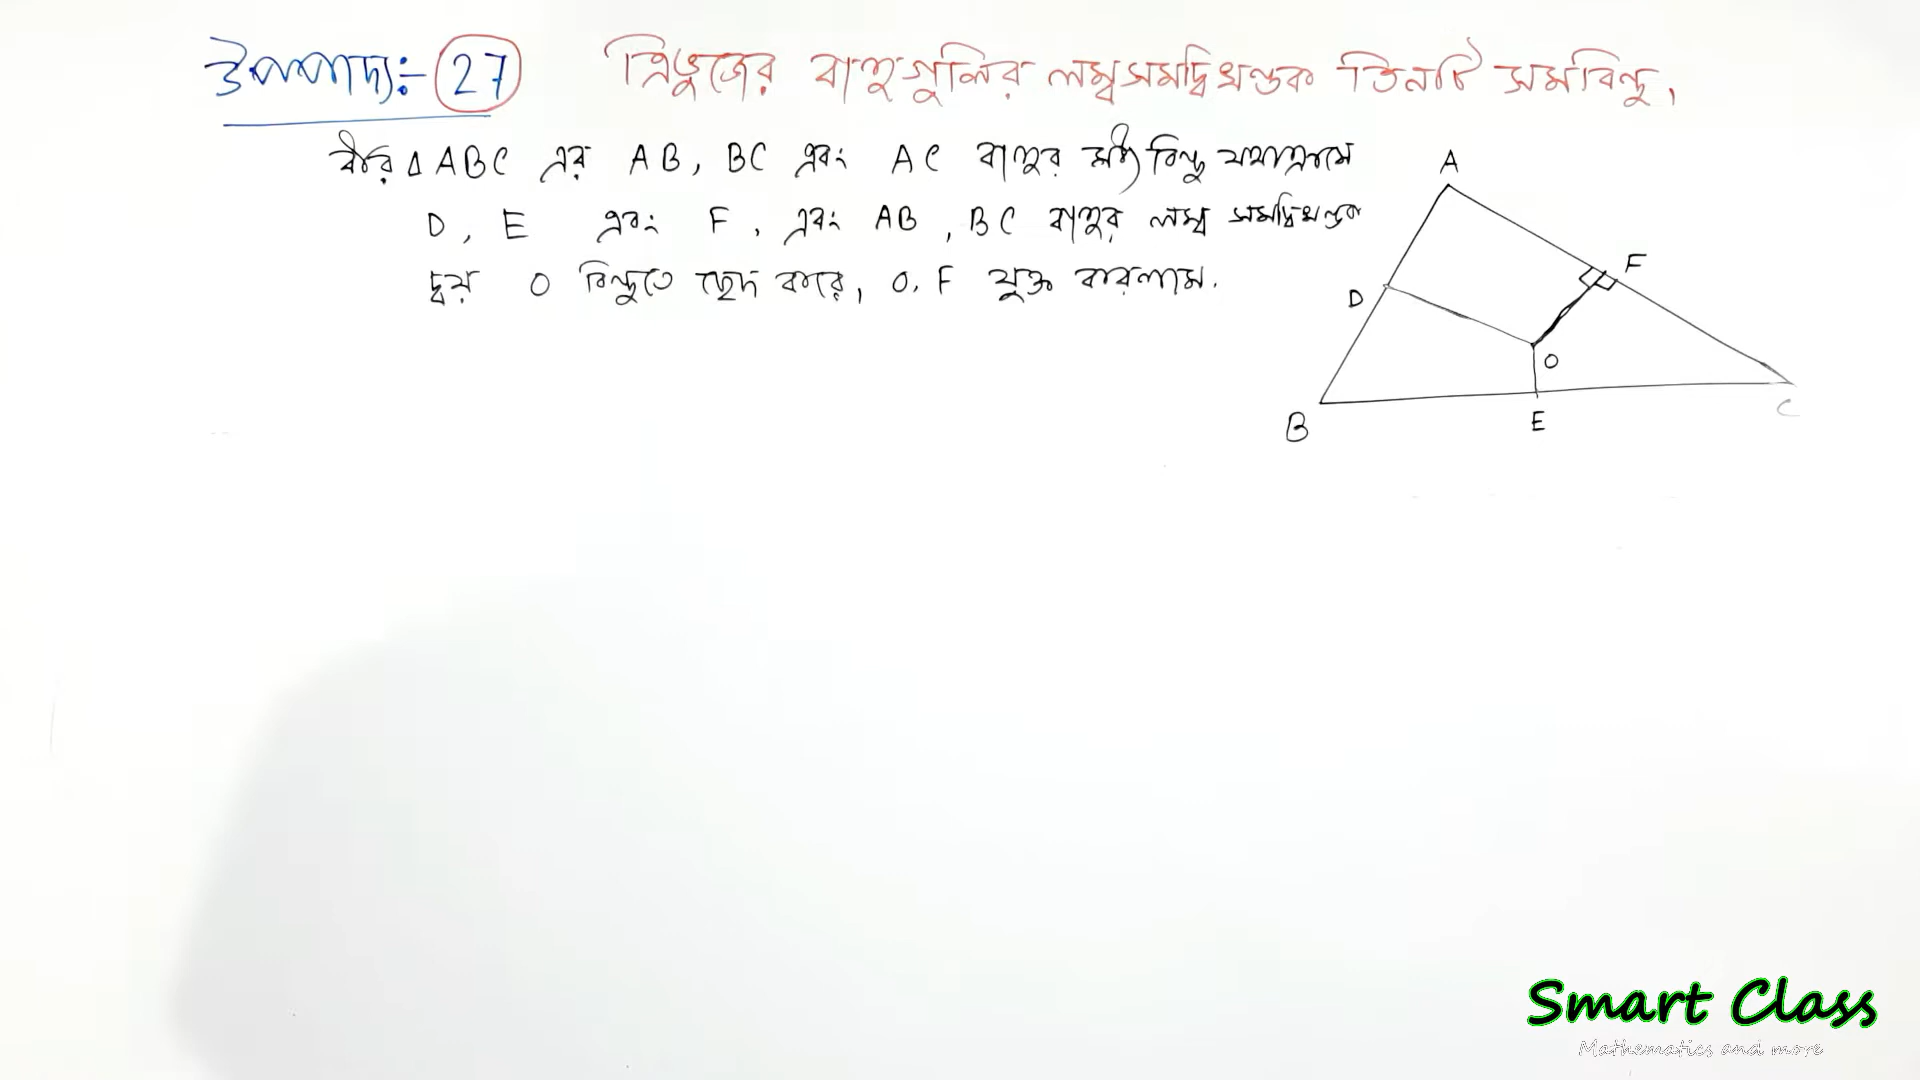 উপপাদ্য:- 27 ত্রিভুজের বাহুগুলির লম্বসমদ্বিখণ্ডক তিনটি সমবিন্দু।
ধরি Δ ABC এর AB, BC এবং AC বাহুর মধ্যবিন্দু যথাক্রমে
D, E এবং F, এবং AB, BC বাহুর লম্ব সমদ্বিখণ্ডক
দ্বয় O বিন্দুতে ছেদ করে, O, F যুক্ত করলাম.
A
F
D
O
B
E
C
Smart Class
Mathematics and more